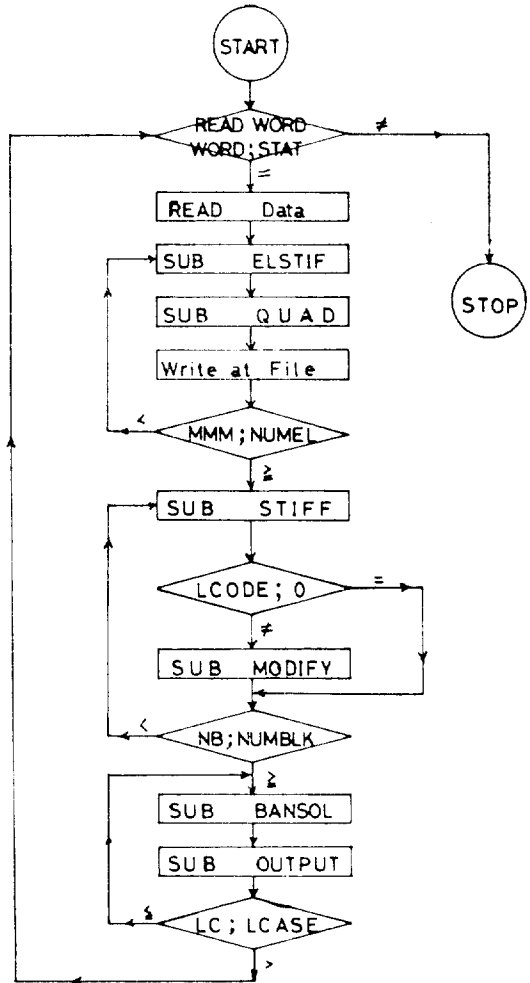 START
READ WORD
WORD;STAT
≠
=
READ Data
SUB ELSTIF
STOP
SUB QUAD
Write at File
<
MMM;NUMEL
≥
SUB STIFF
LCODE; 0
=
≠
SUB MODIFY
<
NB;NUMBLK
≥
SUB BANSOL
SUB OUTPUT
≤
LC; LCASE
>